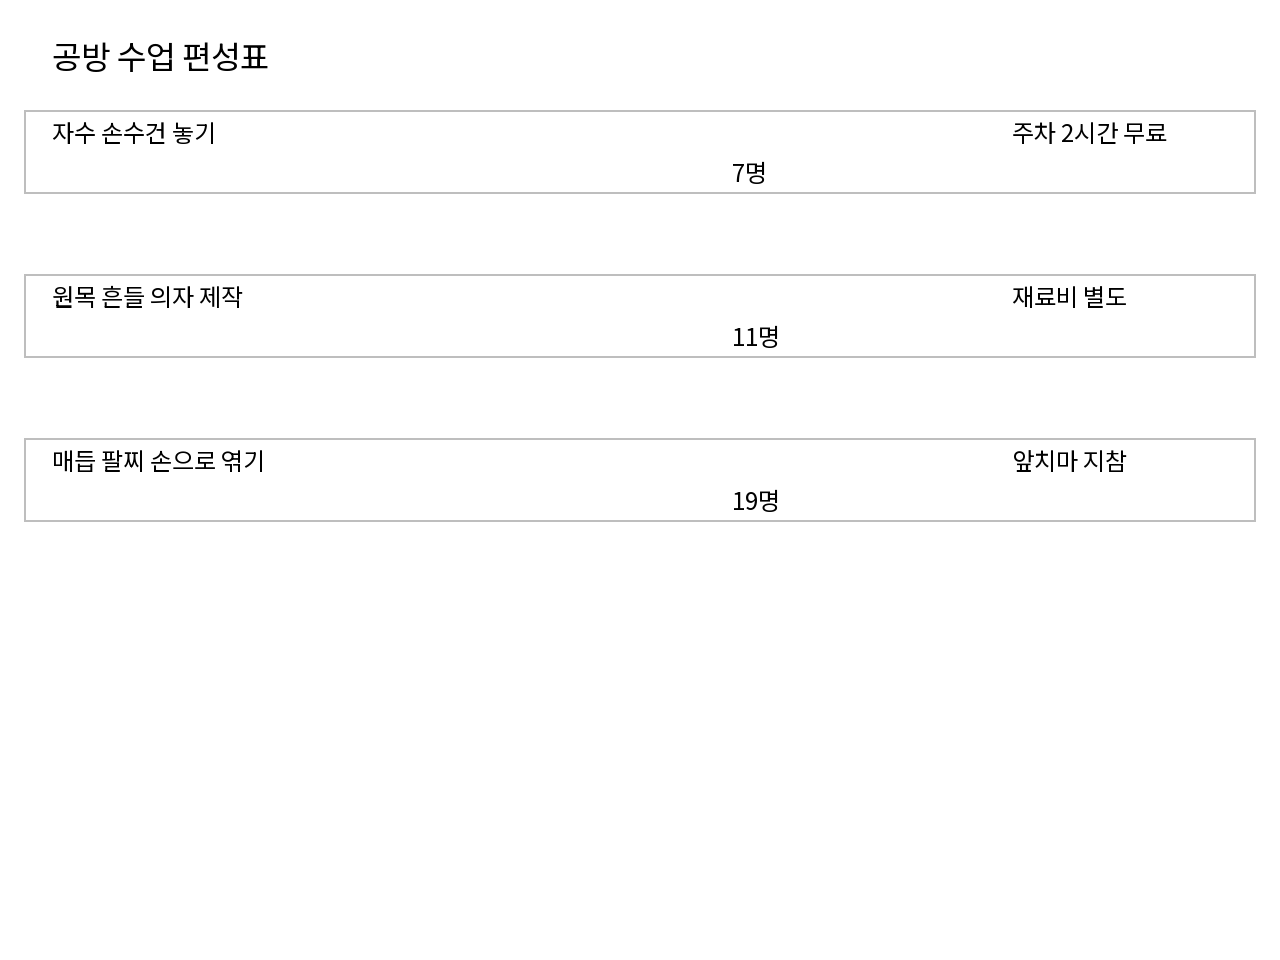 공방 수업 편성표
자수 손수건 놓기 주차 2시간 무료
7명
원목 흔들 의자 제작 재료비 별도
11명
매듭 팔찌 손으로 엮기 앞치마 지참
19명